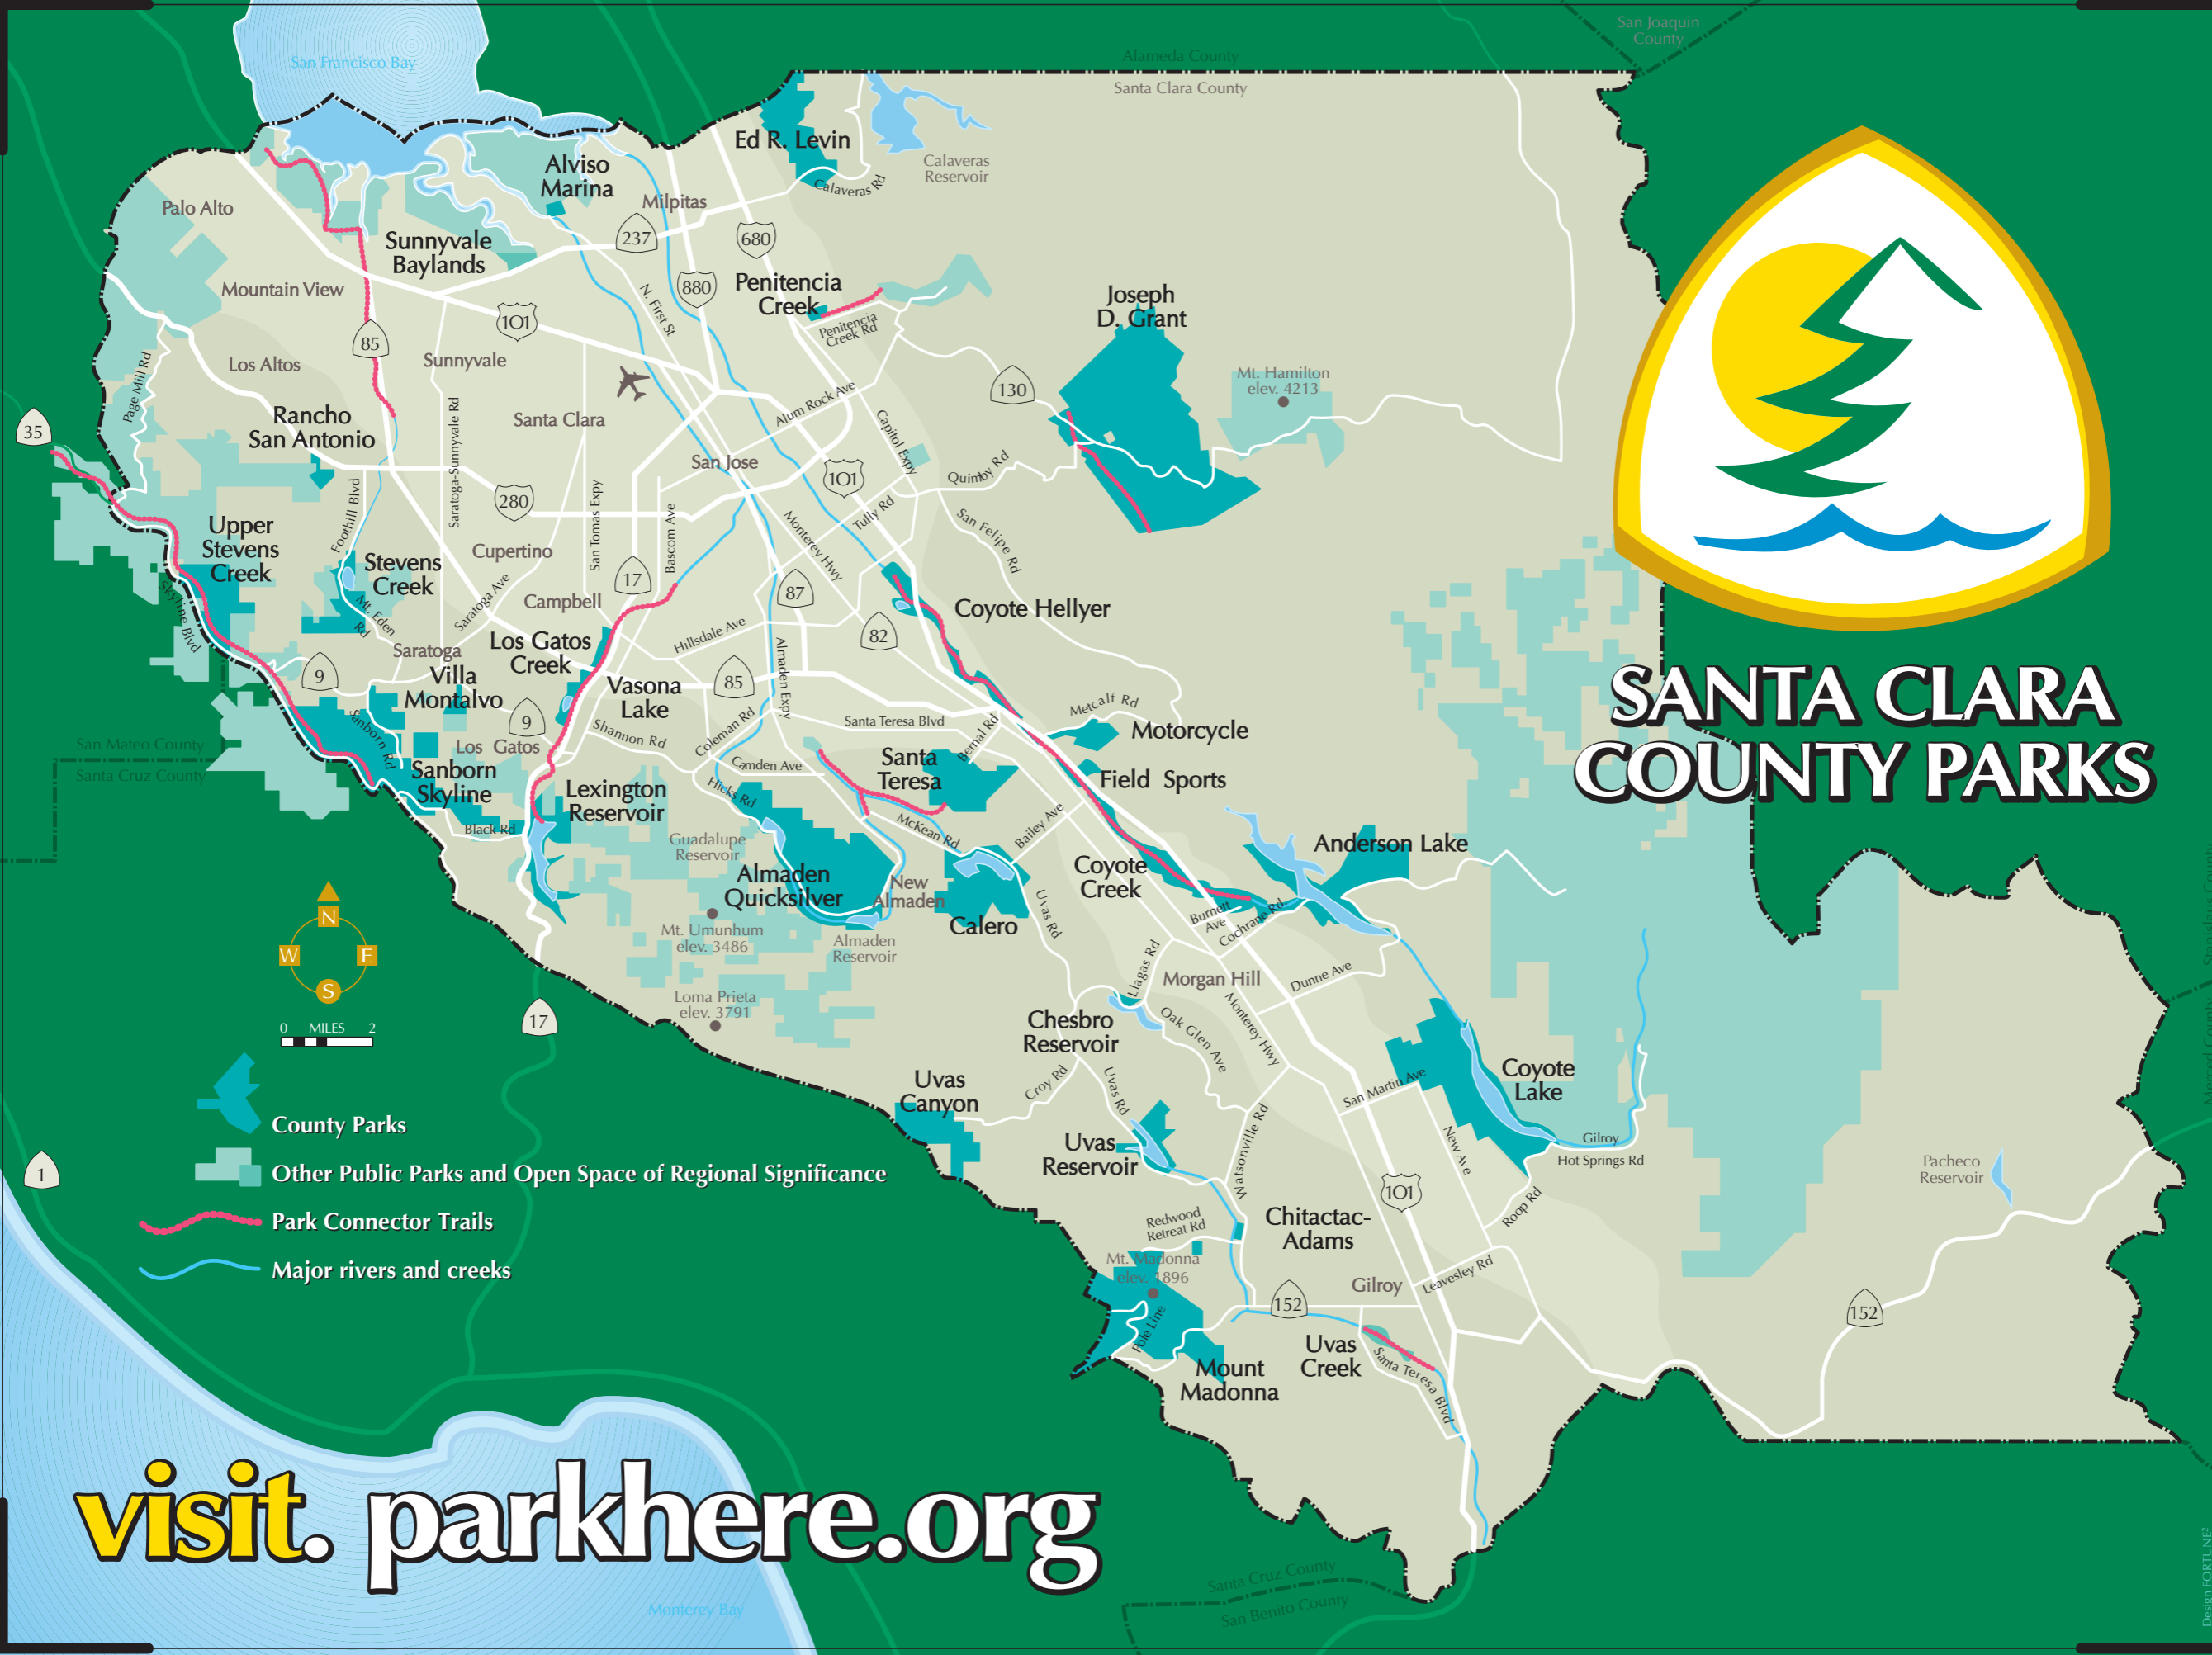 San Joaquin
County
Alameda County
Santa Clara County
San Francisco Bay
Ed R. Levin
Calaveras
Reservoir
Calaveras Rd
Alviso
Marina
Milpitas
Palo Alto
237
680
Sunnyvale
Baylands
Mountain View
880
Penitencia
Creek
Penitencia
Creek Rd
N. First St
101
Joseph
D. Grant
85
Los Altos
Sunnyvale
Page Mill Rd
130
Mt. Hamilton
elev. 4213
Alum Rock Ave
Capitol Expy
35
Rancho
San Antonio
Santa Clara
San Jose
Saratoga-Sunnyvale Rd
101
Quimby Rd
280
Foothill Blvd
San Tomas Expy
Bascom Ave
Monterey Hwy
Tully Rd
San Felipe Rd
Upper
Stevens
Creek
Stevens
Creek
Cupertino
Skyline Blvd
Mt. Eden
Rd
Saratoga Ave
Campbell
17
87
Coyote Hellyer
82
Hillsdale Ave
Almaden Expy
Saratoga
Los Gatos
Creek
9
Villa
Montalvo
9
Vasona
Lake
85
Sanborn Rd
Los Gatos
Shannon Rd
Coleman Rd
Santa Teresa Blvd
Bernal Rd
Metcalf Rd
Motorcycle
SANTA CLARA
COUNTY PARKS
San Mateo County
Santa Cruz County
Sanborn
Skyline
Camden Ave
Santa
Teresa
Field Sports
Lexington
Reservoir
Hicks Rd
Black Rd
Guadalupe
Reservoir
McKean Rd
Bailey Ave
Anderson Lake
Almaden
Quicksilver
New
Almaden
Coyote
Creek
Calero
Uvas Rd
Burnett
Ave
Cochrane Rd.
Mt. Umunhum
elev. 3486
Almaden
Reservoir
Stanislaus County
Merced County
N
W
E
S
Llagas Rd
Morgan Hill
Dunne Ave
Loma Prieta
elev. 3791
17
0 MILES 2
Chesbro
Reservoir
Oak Glen Ave
Monterey Hwy
Coyote
Lake
Uvas
Canyon
Croy Rd
Uvas Rd
San Martin Ave
County Parks
Uvas
Reservoir
Watsonville Rd
New Ave
Gilroy
Hot Springs Rd
Pacheco
Reservoir
1
Other Public Parks and Open Space of Regional Significance
101
Roop Rd
Park Connector Trails
Redwood
Retreat Rd
Chitactac-
Adams
Major rivers and creeks
Mt. Madonna
elev. 1896
Gilroy
Leavesley Rd
152
152
Pole Line
Uvas
Creek
Santa Teresa Blvd
Mount
Madonna
visit. parkhere.org
Monterey Bay
Santa Cruz County
San Benito County
Design FORTUNE²